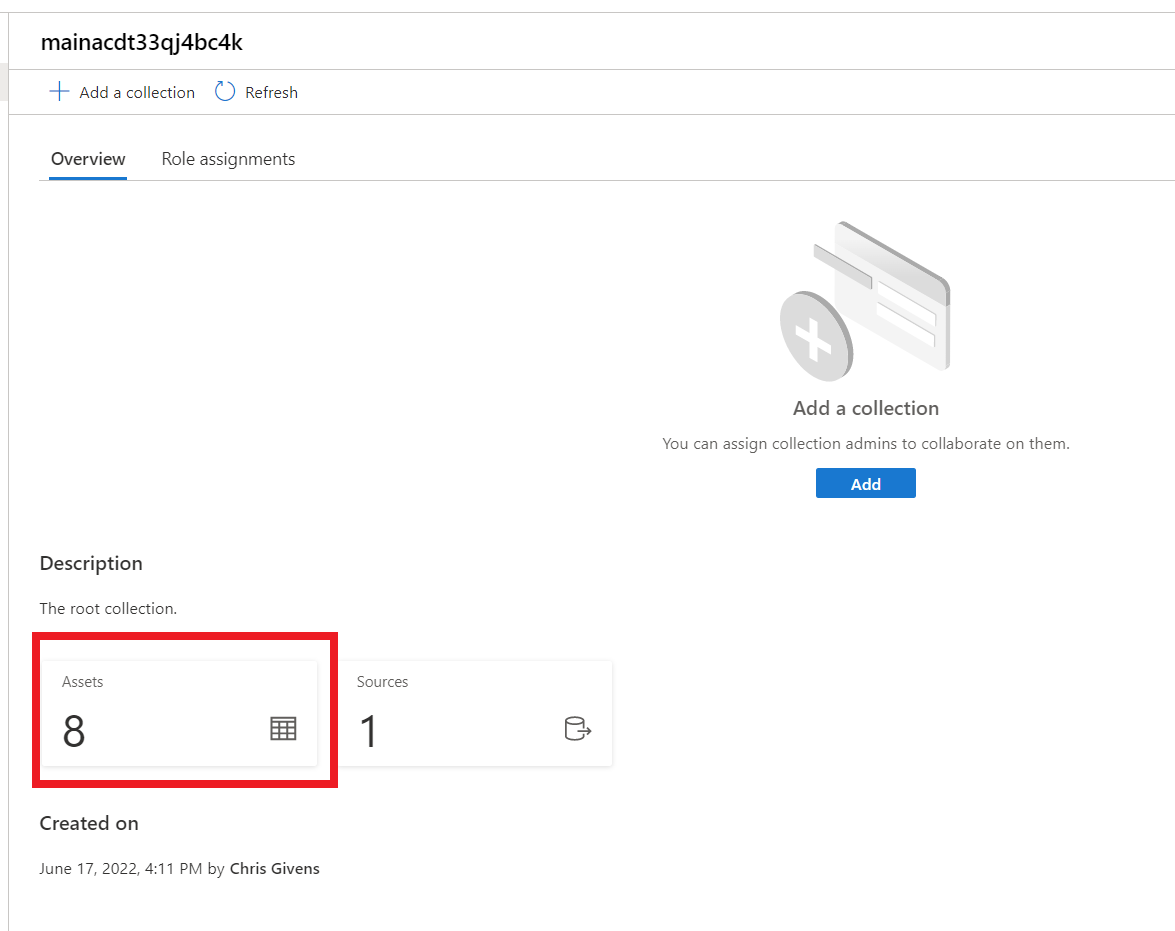 mainacdt33qj4bc4k
Add a collection Refresh
Overview Role assignments
Add a collection
You can assign collection admins to collaborate on them.
Add
Description
The root collection.
Assets Sources
8 1
Created on
June 17, 2022, 4:11 PM by Chris Givens